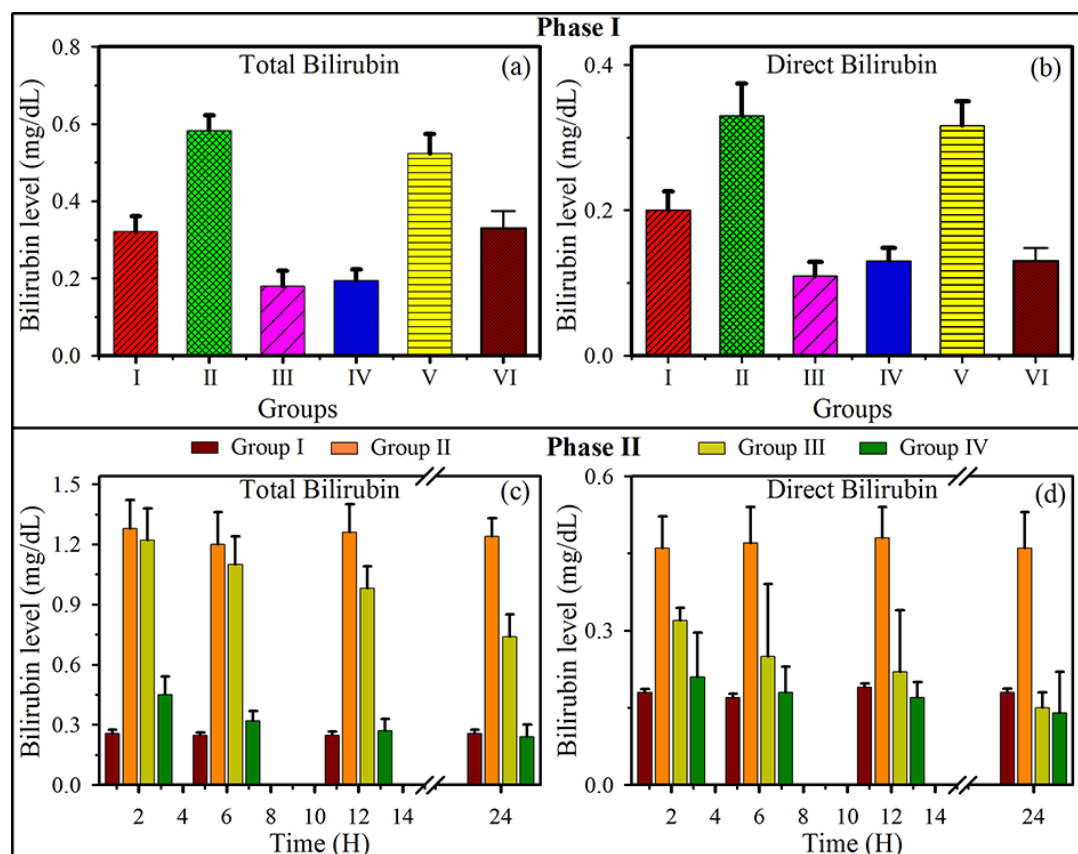 Phase I
Total Bilirubin (a)
Bilirubin level (mg/dL)
0.8
0.6
0.4
0.2
0.0
I II III IV V VI
Groups
Direct Bilirubin (b)
Bilirubin level (mg/dL)
0.4
0.2
0.0
I II III IV V VI
Groups
Group I Group II Phase II Group III Group IV
Total Bilirubin (c)
Bilirubin level (mg/dL)
1.5
1.2
0.9
0.6
0.3
0.0
2 4 6 8 10 12 14 24
Time (H)
Direct Bilirubin (d)
Bilirubin level (mg/dL)
0.6
0.3
0.0
2 4 6 8 10 12 14 24
Time (H)